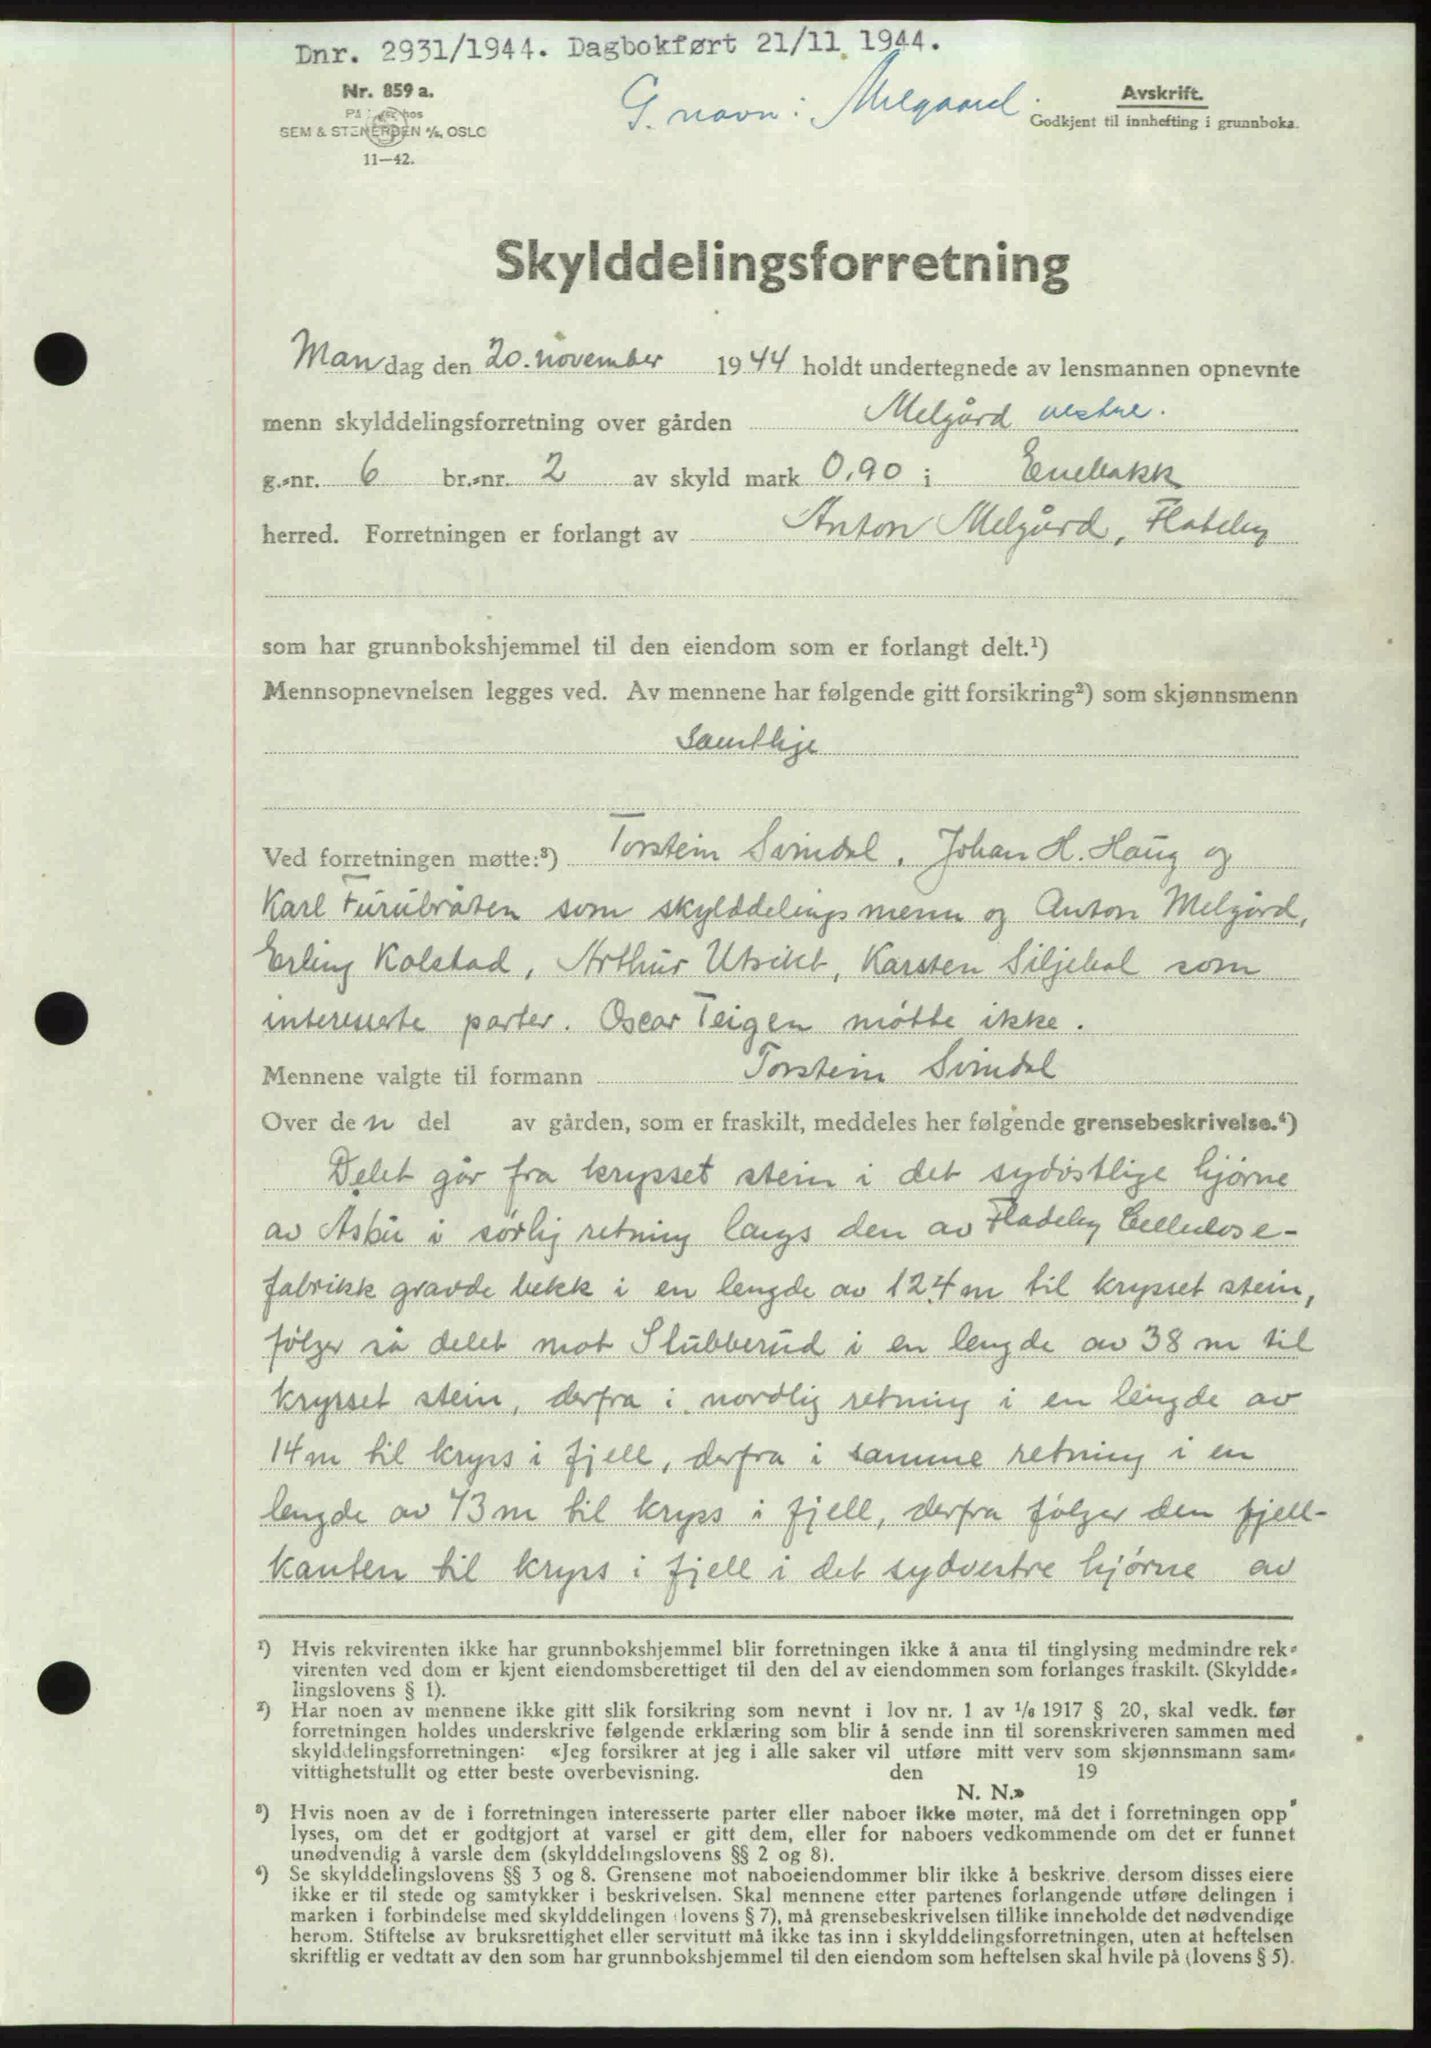 Dnr. 2931/1944. Dagbokført 21/11 1944.
Nr. 859 a.
SEM & STENERSEN A/S, OSLO
11—42.
G. navn: Melgaard.
Avskrift.
Godkjent til innhefting i grunnboka.
Skylddelingsforretning
Mandag den 20. november 1944 holdt undertegnede av lensmannen opnevnte
menn skylddelingsforretning over gården Melgård vestre.
g.-nr. 6 br.-nr. 2 av skyld mark 0,90 i Enebakk
herred. Forretningen er forlangt av Anton Melgård, Flateby
som har grunnbokshjemmel til den eiendom som er forlangt delt.¹)
Mennsopnevnelsen legges ved. Av mennene har følgende gitt forsikring²) som skjønnsmenn
Samtlige
Ved forretningen møtte:³) Torstein Svindal, Johan H. Haug og
Karl Furubråten som skylddelingsmenn og Anton Melgård,
Erling Kolstad, Arthur Utsikt, Karsten Siljebol som
interesserte parter. Oscar Teigen møtte ikke.
Mennene valgte til formann Torstein Svindal
Over den del av gården, som er fraskilt, meddeles her følgende grensebeskrivelse.⁴)
Delet går fra krysset stein i det sydøstlige hjørne
av Åsbu i sørlig retning langs den av Fladeby Cellulose-
fabrikk gravde bekk i en lengde av 124 m til krysset stein,
følger så delet mot Slubberud i en lengde av 38 m til
krysset stein, derfra i nordlig retning i en lengde av
14 m til kryss i fjell, derfra i samme retning i en
lengde av 43 m til kryss i fjell, derfra følger den fjell-
kanten til kryss i fjell i det sydvestre hjørne av
¹) Hvis rekvirenten ikke har grunnbokshjemmel blir forretningen ikke å anta til tinglysing medmindre rek-
virenten ved dom er kjent eiendomsberettiget til den del av eiendommen som forlanges fraskilt. (Skyldde-
lingslovens § 1).
²) Har noen av mennene ikke gitt slik forsikring som nevnt i lov nr. 1 av 1/6 1917 § 20, skal vedk. før
forretningen holdes underskrive følgende erklæring som blir å sende inn til sorenskriveren sammen med
skylddelingsforretningen: «Jeg forsikrer at jeg i alle saker vil utføre mitt verv som skjønnsmann sam-
vittighetsfullt og etter beste overbevisning. den 19
N. N.»
³) Hvis noen av de i forretningen interesserte parter eller naboer ikke møter, må det i forretningen opp-
lyses, om det er godtgjort at varsel er gitt dem, eller for naboers vedkommende om det er funnet
unødvendig å varsle dem (skylddelingslovens §§ 2 og 8).
⁴) Se skylddelingslovens §§ 3 og 8. Grensene mot naboeiendommer blir ikke å beskrive, dersom disses eiere
ikke er til stede og samtykker i beskrivelsen. Skal mennene etter partenes forlangende utføre delingen i
marken i forbindelse med skylddelingen (lovens § 7), må grensebeskrivelsen tillike inneholde det nødvendige
herom. Stiftelse av bruksrettighet eller servitutt må ikke tas inn i skylddelingsforretningen, uten at heftelsen
skriftlig er vedtatt av den som har grunnbokshjemmel til den eiendom som heftelsen skal hvile på (lovens § 5).